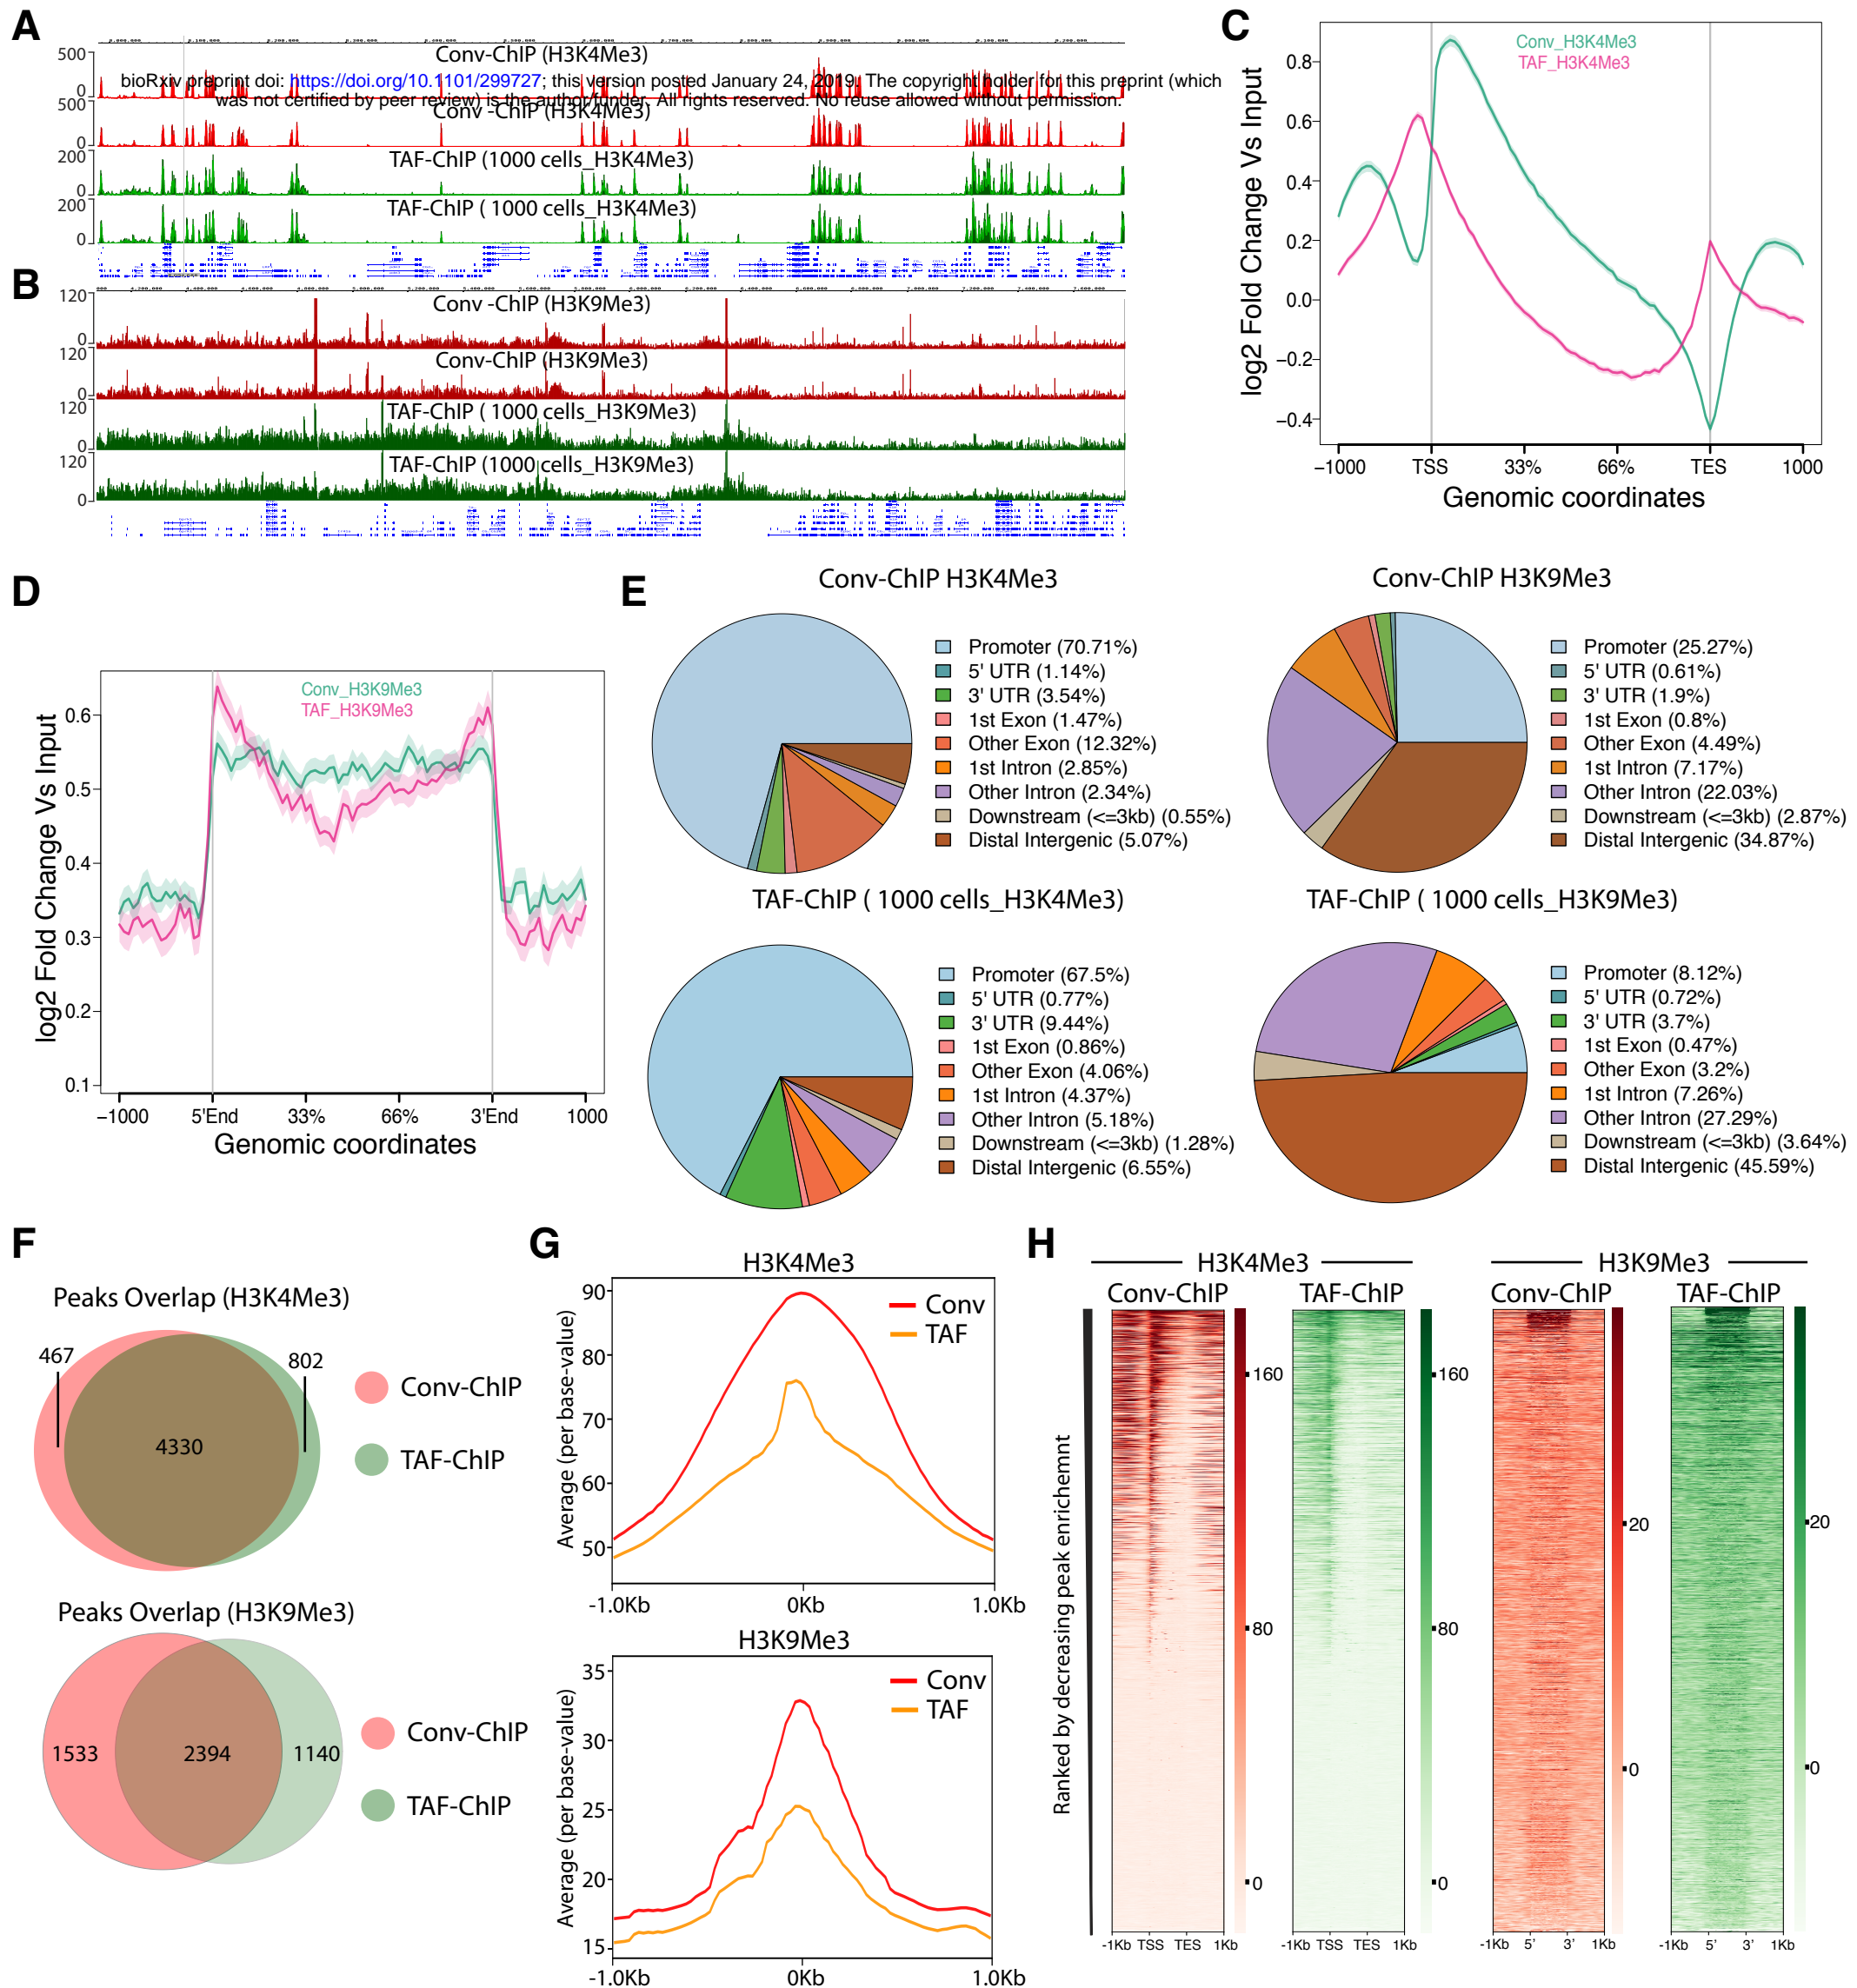 A
500
Conv-ChIP (H3K4Me3)
bioRxiv preprint doi: https://doi.org/10.1101/299727; this version posted January 24, 2019. The copyright holder for this preprint (which
was not certified by peer review) is the author/funder. All rights reserved. No reuse allowed without permission.
0
500
Conv -ChIP (H3K4Me3)
0
200
TAF-ChIP (1000 cells_H3K4Me3)
0
200
TAF-ChIP ( 1000 cells_H3K4Me3)
0
B
120
Conv -ChIP (H3K9Me3)
0
120
Conv-ChIP (H3K9Me3)
0
120
TAF-ChIP ( 1000 cells_H3K9Me3)
0
120
TAF-ChIP (1000 cells_H3K9Me3)
0
C
Conv_H3K4Me3
TAF_H3K4Me3
log2 Fold Change Vs Input
0.8
0.6
0.4
0.2
0.0
−0.2
−0.4
−1000 TSS 33% 66% TES 1000
Genomic coordinates
D
Conv_H3K9Me3
TAF_H3K9Me3
log2 Fold Change Vs Input
0.6
0.5
0.4
0.3
0.2
0.1
−1000 5'End 33% 66% 3'End 1000
Genomic coordinates
E
Conv-ChIP H3K4Me3
Promoter (70.71%)
5' UTR (1.14%)
3' UTR (3.54%)
1st Exon (1.47%)
Other Exon (12.32%)
1st Intron (2.85%)
Other Intron (2.34%)
Downstream (<=3kb) (0.55%)
Distal Intergenic (5.07%)
Conv-ChIP H3K9Me3
Promoter (25.27%)
5' UTR (0.61%)
3' UTR (1.9%)
1st Exon (0.8%)
Other Exon (4.49%)
1st Intron (7.17%)
Other Intron (22.03%)
Downstream (<=3kb) (2.87%)
Distal Intergenic (34.87%)
TAF-ChIP ( 1000 cells_H3K4Me3)
Promoter (67.5%)
5' UTR (0.77%)
3' UTR (9.44%)
1st Exon (0.86%)
Other Exon (4.06%)
1st Intron (4.37%)
Other Intron (5.18%)
Downstream (<=3kb) (1.28%)
Distal Intergenic (6.55%)
TAF-ChIP ( 1000 cells_H3K9Me3)
Promoter (8.12%)
5' UTR (0.72%)
3' UTR (3.7%)
1st Exon (0.47%)
Other Exon (3.2%)
1st Intron (7.26%)
Other Intron (27.29%)
Downstream (<=3kb) (3.64%)
Distal Intergenic (45.59%)
F
Peaks Overlap (H3K4Me3)
467
802
4330
Conv-ChIP
TAF-ChIP
Peaks Overlap (H3K9Me3)
1533
2394
1140
Conv-ChIP
TAF-ChIP
G
H3K4Me3
Conv
TAF
Average (per base-value)
90
80
70
60
50
-1.0Kb 0Kb 1.0Kb
H3K9Me3
Conv
TAF
Average (per base-value)
35
30
25
20
15
-1.0Kb 0Kb 1.0Kb
H
H3K4Me3
H3K9Me3
Conv-ChIP TAF-ChIP Conv-ChIP TAF-ChIP
Ranked by decreasing peak enrichemnt
160
80
0
160
80
0
20
0
20
0
-1Kb TSS TES 1Kb
-1Kb TSS TES 1Kb
-1Kb 5' 3' 1Kb
-1Kb 5' 3' 1Kb